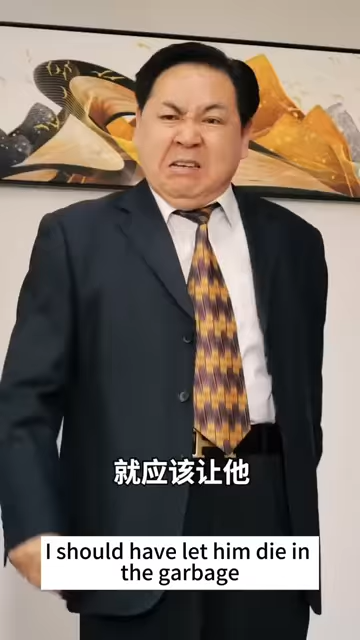 就应该让他
I should have let him die in
the garbage